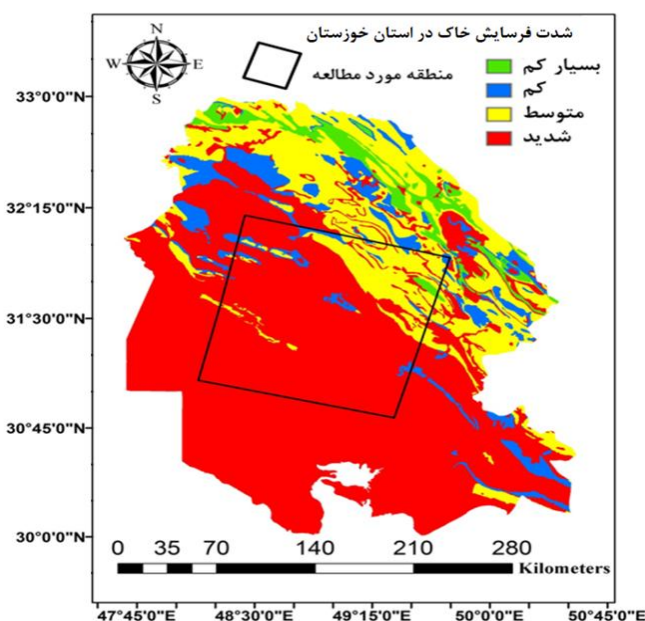 شدت فرسایش خاک در استان خوزستان
N
W E
S
منطقه مورد مطالعه
بسیار کم
کم
متوسط
شدید
33°0'0"N
32°15'0"N
31°30'0"N
30°45'0"N
30°0'0"N
0 35 70 140 210 280
Kilometers
47°45'0"E 48°30'0"E 49°15'0"E 50°0'0"E 50°45'0"E